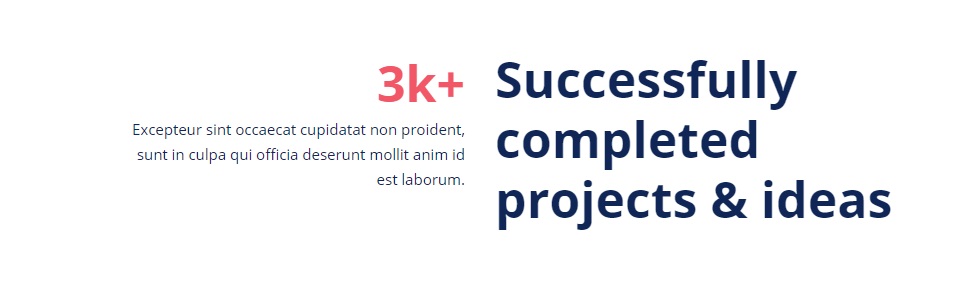 3k+
Excepteur sint occaecat cupidatat non proident,
sunt in culpa qui officia deserunt mollit anim id
est laborum.
Successfully
completed
projects & ideas